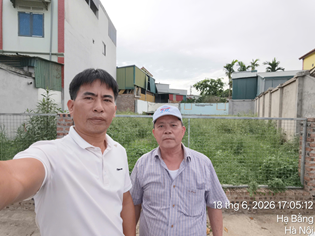 18 thg 6, 2026 17:05:12
Hạ Bằng
Hà Nội